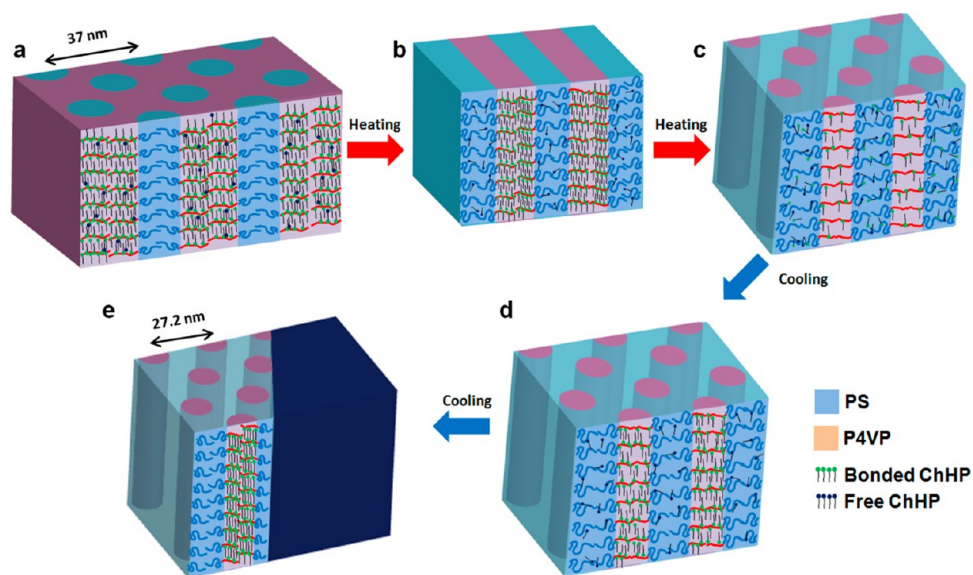 a
37 nm
Heating
b
Heating
c
Cooling
d
Cooling
e
27.2 nm
PS
P4VP
Bonded ChHP
Free ChHP